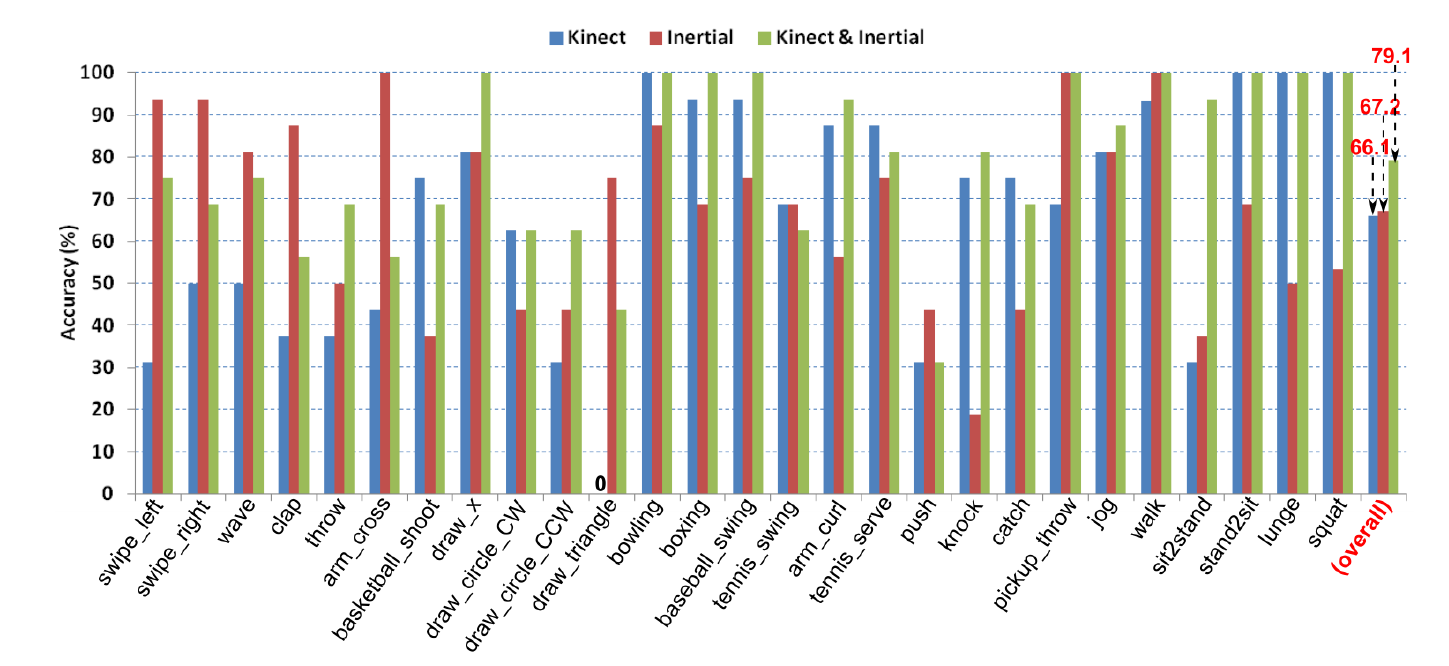 Kinect Inertial Kinect & Inertial
79.1
67.2
66.1
Accuracy (%)
100
90
80
70
60
50
40
30
20
10
0
0
swipe_left
swipe_right
wave
clap
throw
arm_cross
basketball_shoot
draw_x
draw_circle_CW
draw_circle_CCW
draw_triangle
bowling
boxing
baseball_swing
tennis_swing
arm_curl
tennis_serve
push
knock
catch
pickup_throw
jog
walk
sit2stand
stand2sit
lunge
squat
(overall)